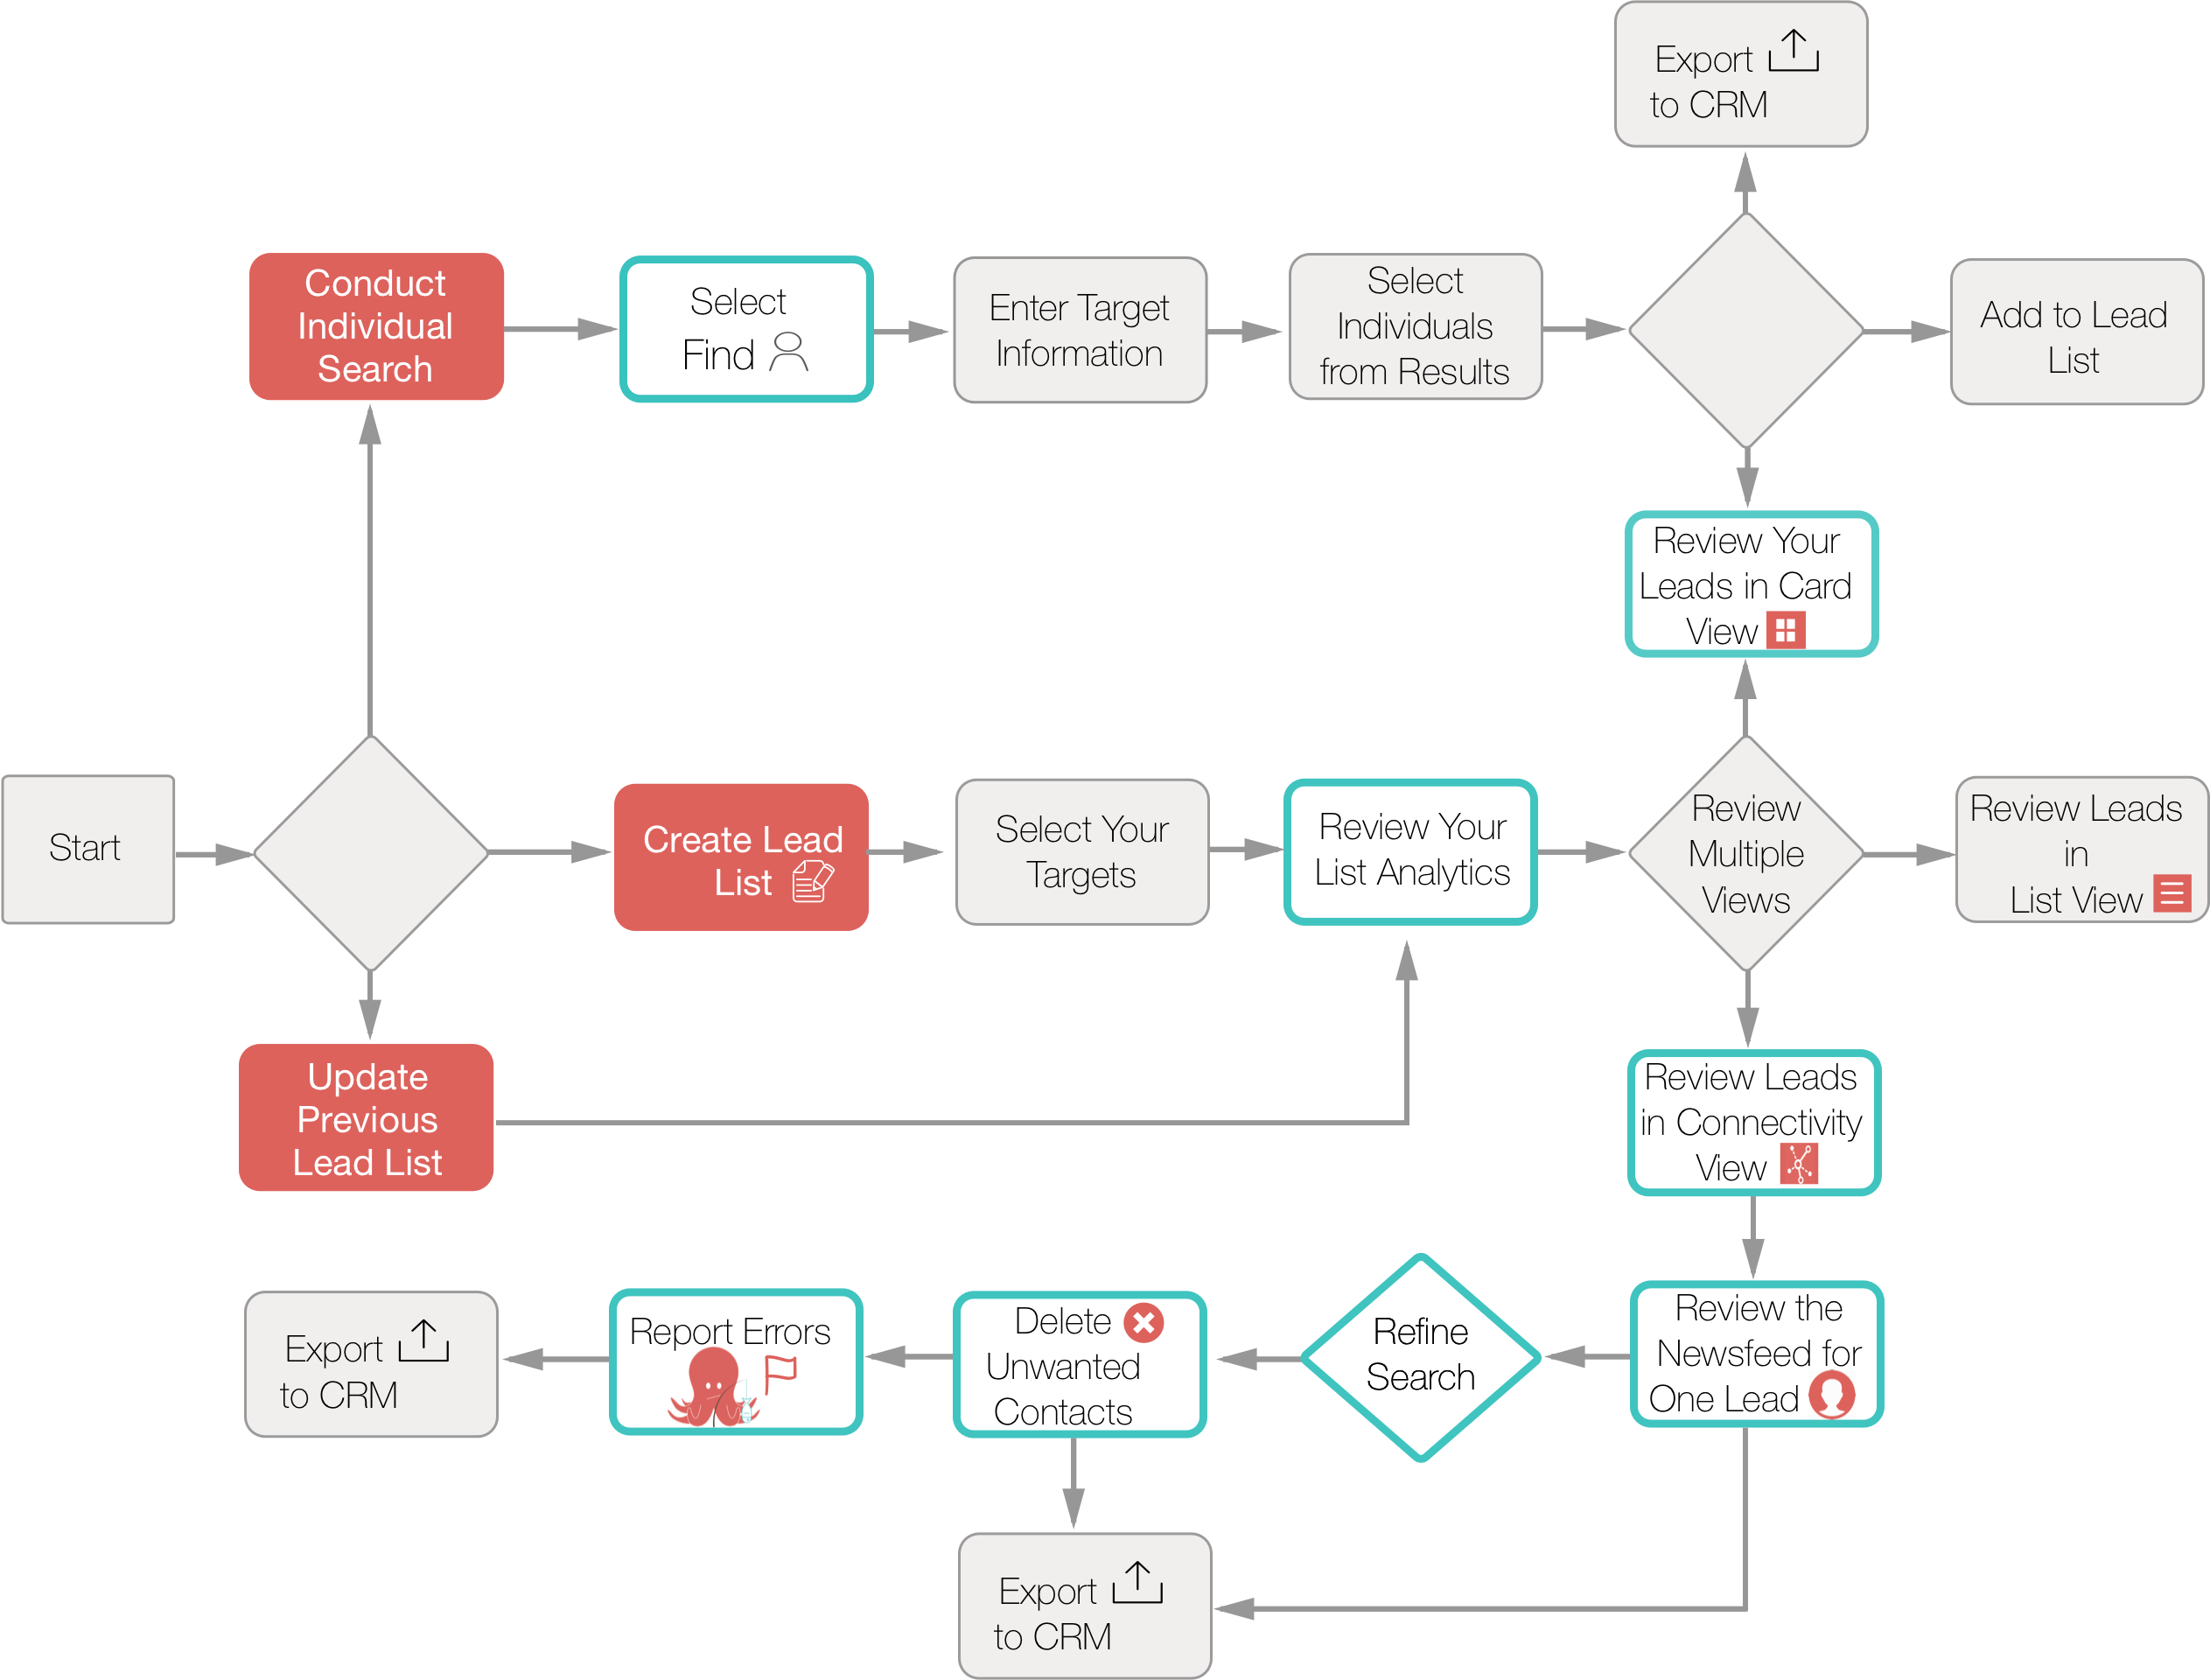 Export
to CRM
Conduct
Individual
Search
Select
Find
Enter Target
Information
Select
Individuals
from Results
Add to Lead
List
Review Your
Leads in Card
View
Start
Create Lead
List
Select Your
Targets
Review Your
List Analytics
Review
Multiple
Views
Review Leads
in
List View
Update
Previous
Lead List
Review Leads
in Connectivity
View
Export
to CRM
Report Errors
Delete
Unwanted
Contacts
Refine
Search
Review the
Newsfeed for
One Lead
Export
to CRM